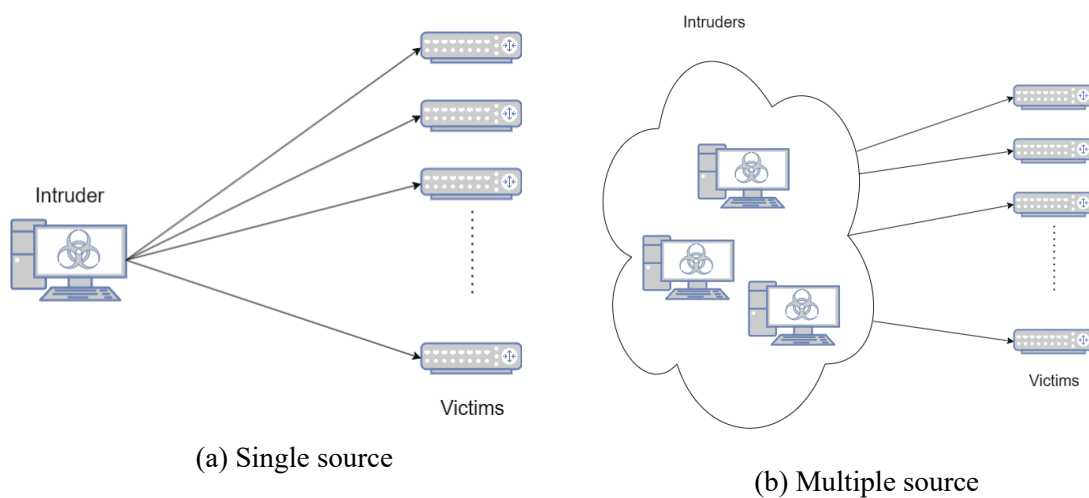 Intruder
Victims
(a) Single source
Intruders
Victims
(b) Multiple source